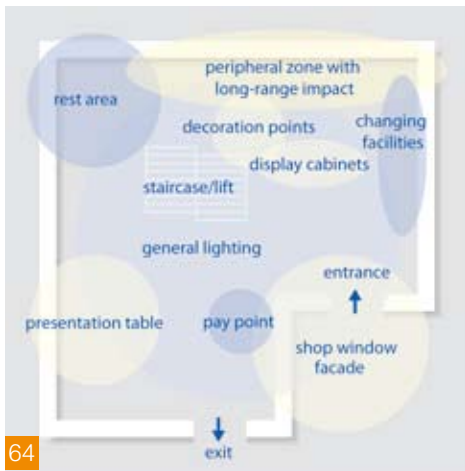 peripheral zone with
long-range impact
rest area
decoration points
changing
facilities
display cabinets
staircase/lift
general lighting
entrance
presentation table
pay point
shop window
facade
64
exit